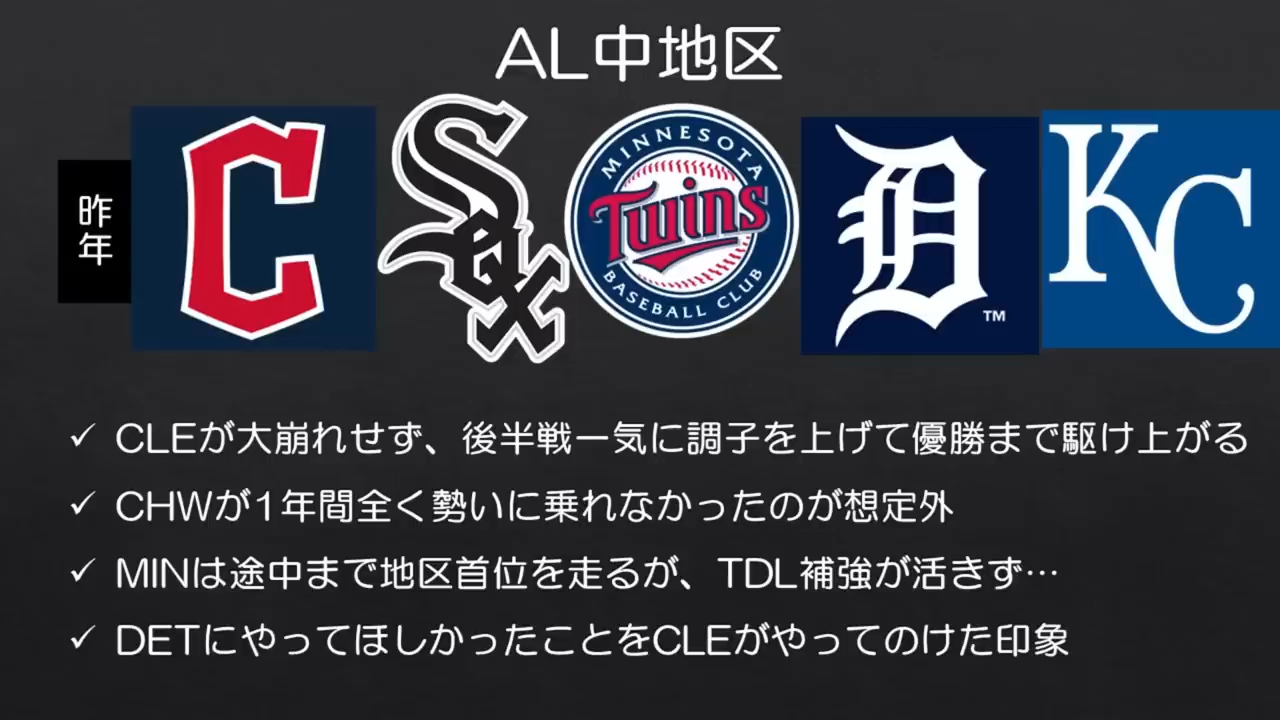 AL中地区
昨年
C
Sox
MINNESOTA
Twins
BASEBALL CLUB
D
TM
KC
✓ CLEが大崩れせず、後半戦一気に調子を上げて優勝まで駆け上がる
✓ CHWが1年間全く勢いに乗れなかったのが想定外
✓ MINは途中まで地区首位を走るが、TDL補強が活きず…
✓ DETにやってほしかったことをCLEがやってのけた印象